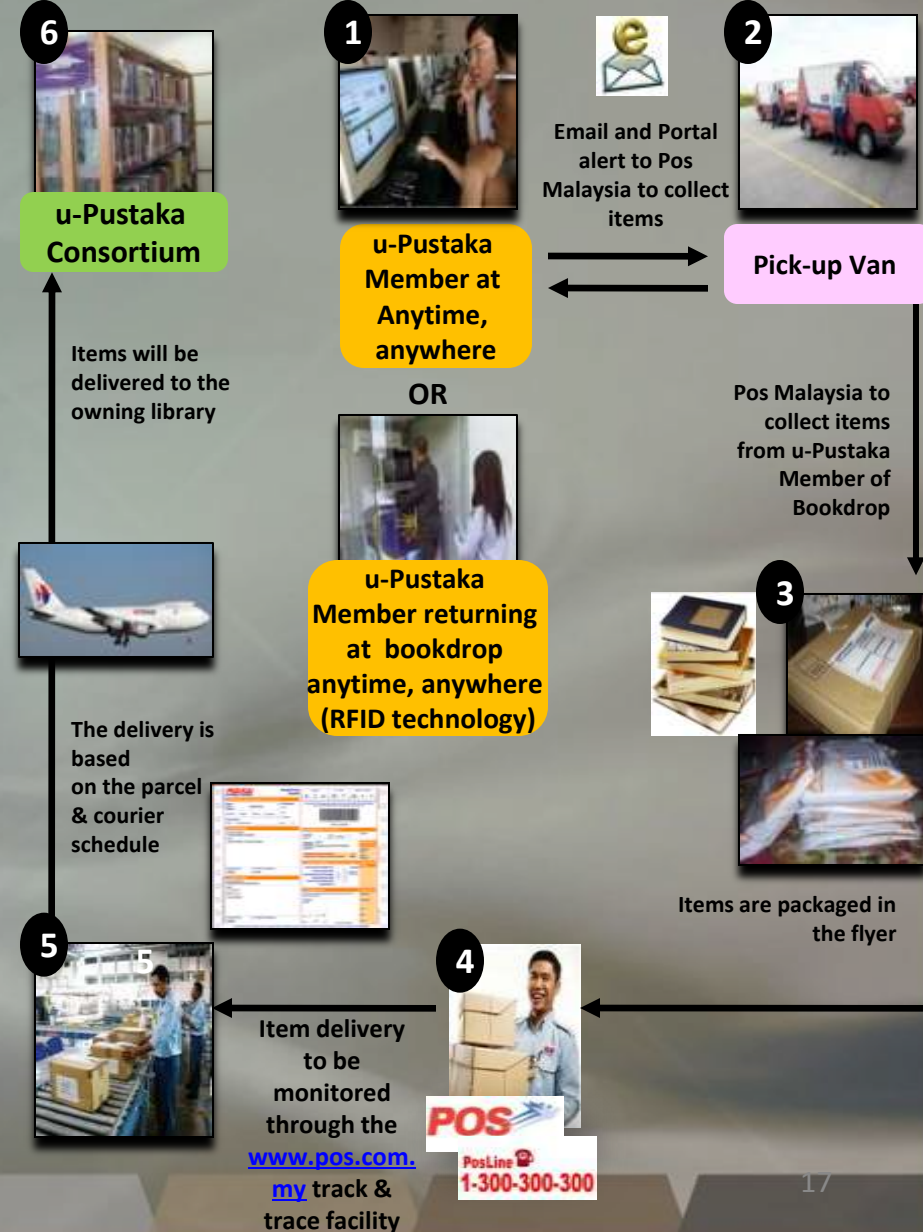 6
u-Pustaka
Consortium
1
u-Pustaka
Member at
Anytime,
anywhere
OR
u-Pustaka
Member returning
at bookdrop
anytime, anywhere
(RFID technology)
e
Email and Portal
alert to Pos
Malaysia to collect
items
2
Pick-up Van
Pos Malaysia to
collect items
from u-Pustaka
Member of
Bookdrop
3
Items are packaged in
the flyer
4
POS
PosLine
1-300-300-300
Item delivery
to be
monitored
through the
www.pos.com.
my track &
trace facility
5
5
The delivery is
based
on the parcel
& courier
schedule
Items will be
delivered to the
owning library
17